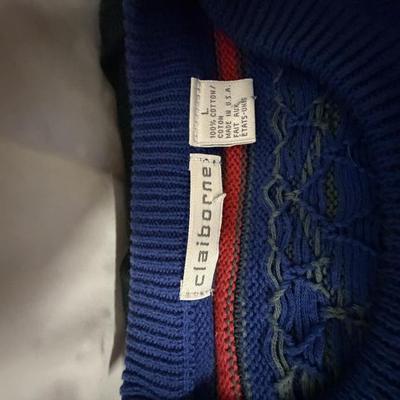 L
100% COTTON/
COTON
MADE IN U.S.A.
FAIT AUX
ETATS-UNIS
claiborne